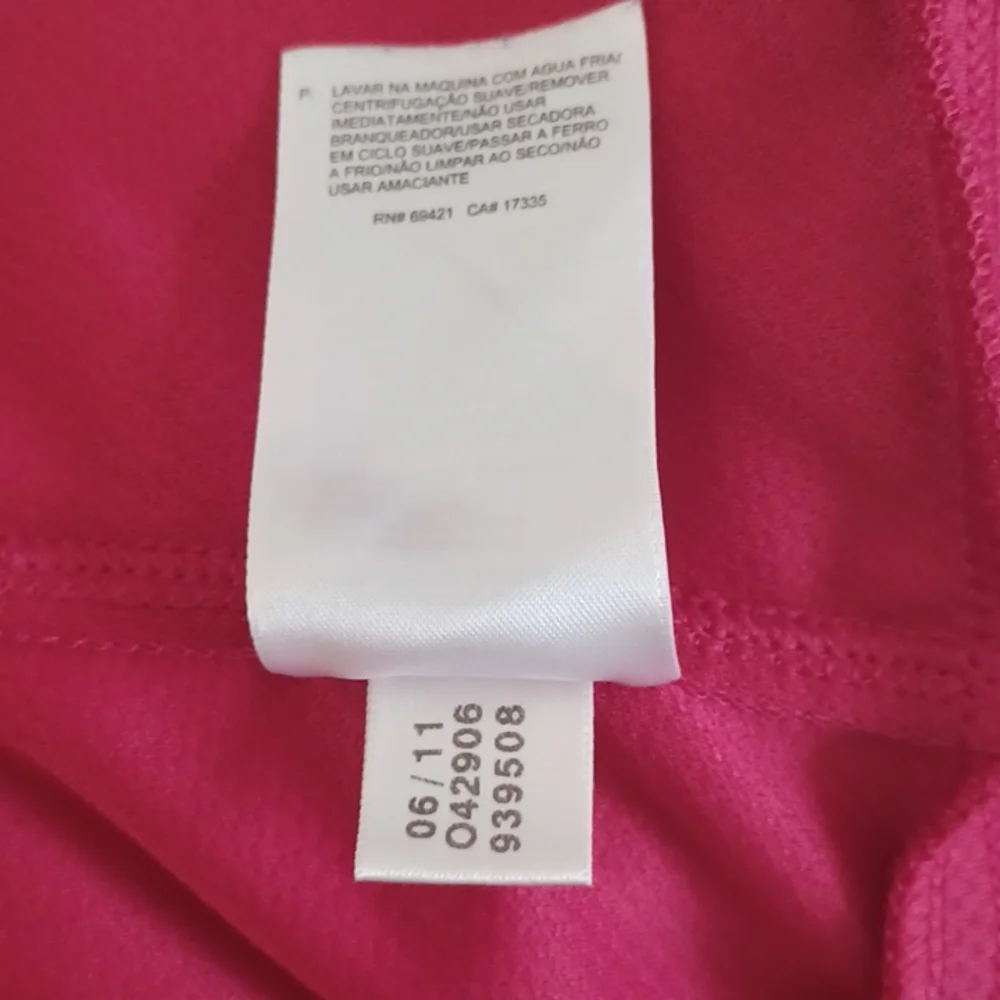 P. LAVAR NA MAQUINA COM AGUA FRIA/
CENTRIFUGAÇÃO SUAVE/REMOVER
IMEDIATAMENTE/NÃO USAR
BRANQUEADOR/USAR SECADORA
EM CICLO SUAVE/PASSAR A FERRO
A FRIO/NÃO LIMPAR AO SECO/NÃO
USAR AMACIANTE
RN# 69421 CA# 17335
06/11
O42906
939508